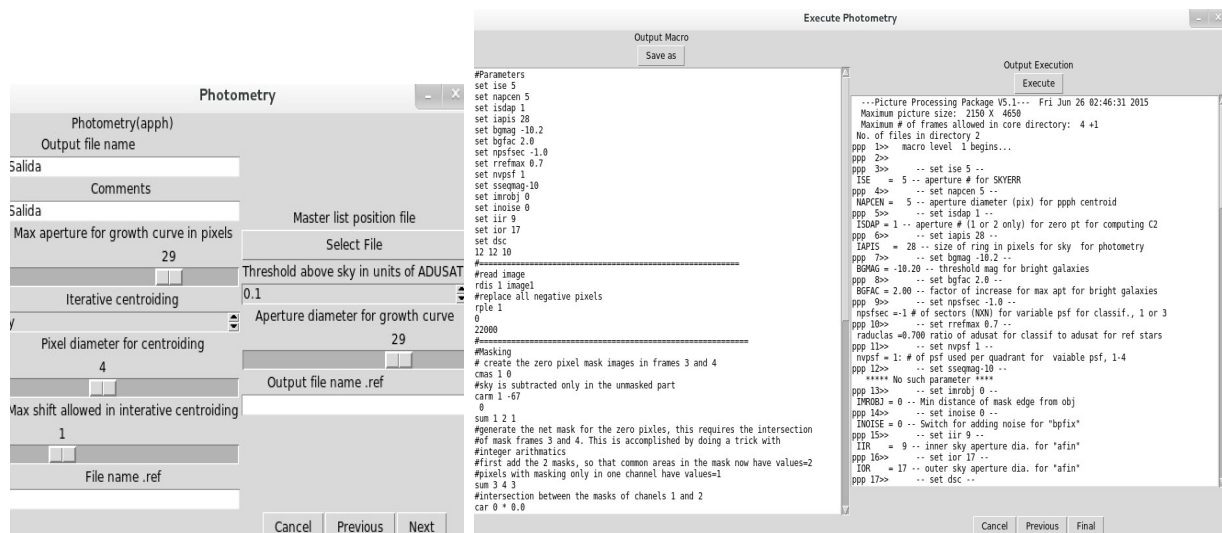 Photometry
Photometry(apph)
Output file name
Salida
Comments
Salida
Max aperture for growth curve in pixels
29
Iterative centroiding
y
Pixel diameter for centroiding
4
Max shift allowed in interative centroiding
1
File name .ref
Master list position file
Select File
Threshold above sky in units of ADUSAT
0.1
Aperture diameter for growth curve
29
Output file name .ref
Cancel Previous Next
Execute Photometry
Output Macro
Save as
#Parameters
set ise 5
set napcen 5
set isdap 1
set iapis 28
set bgmag -10.2
set bgfac 2.0
set npsfsec -1.0
set rrefmax 0.7
set nvpsf 1
set sseqmag-10
set imrobj 0
set inoise 0
set iir 9
set ior 17
set dsc
12 12 10
#=========================================================
#read image
rdis 1 image1
#replace all negative pixels
rple 1
0
22000
#===========================================================
#Masking
# create the zero pixel mask images in frames 3 and 4
cmas 1 0
#sky is subtracted only in the unmasked part
carm 1 -67
0
sum 1 2 1
#generate the net mask for the zero pixles, this requires the intersection
#of mask frames 3 and 4. This is accomplished by doing a trick with
#integer arithmatics
#first add the 2 masks, so that common areas in the mask now have values=2
#pixels with masking only in one channel have values=1
sum 3 4 3
#intersection between the masks of chanels 1 and 2
car 0 * 0.0
Output Execution
Execute
---Picture Processing Package V5.1--- Fri Jun 26 02:46:31 2015
Maximum picture size: 2150 X 4650
Maximum # of frames allowed in core directory: 4 +1
No. of files in directory 2
ppp 1>> macro level 1 begins...
ppp 2>>
ppp 3>> -- set ise 5 --
ISE = 5 -- aperture # for SKYERR
ppp 4>> -- set napcen 5 --
NAPCEN = 5 -- aperture diameter (pix) for ppph centroid
ppp 5>> -- set isdap 1 --
ISDAP = 1 -- aperture # (1 or 2 only) for zero pt for computing C2
ppp 6>> -- set iapis 28 --
IAPIS = 28 -- size of ring in pixels for sky for photometry
ppp 7>> -- set bgmag -10.2 --
BGMAG = -10.20 -- threshold mag for bright galaxies
ppp 8>> -- set bgfac 2.0 --
BGFAC = 2.00 -- factor of increase for max apt for bright galaxies
ppp 9>> -- set npsfsec -1.0 --
npsfsec =-1 # of sectors (NXN) for variable psf for classif., 1 or 3
ppp 10>> -- set rrefmax 0.7 --
raduclas =0.700 ratio of adusat for classif to adusat for ref stars
ppp 11>> -- set nvpsf 1 --
nvpsf = 1: # of psf used per quadrant for vaiable psf, 1-4
ppp 12>> -- set sseqmag-10 --
***** No such parameter ****
ppp 13>> -- set imrobj 0 --
IMROBJ = 0 -- Min distance of mask edge from obj
ppp 14>> -- set inoise 0 --
INOISE = 0 -- Switch for adding noise for "bpfix"
ppp 15>> -- set iir 9 --
IIR = 9 -- inner sky aperture dia. for "afin"
ppp 16>> -- set ior 17 --
IOR = 17 -- outer sky aperture dia. for "afin"
ppp 17>> -- set dsc --
Cancel Previous Final